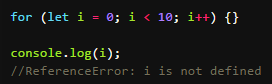 for (let i = 0; i < 10; i++) {}
console.log(i);
//ReferenceError: i is not defined